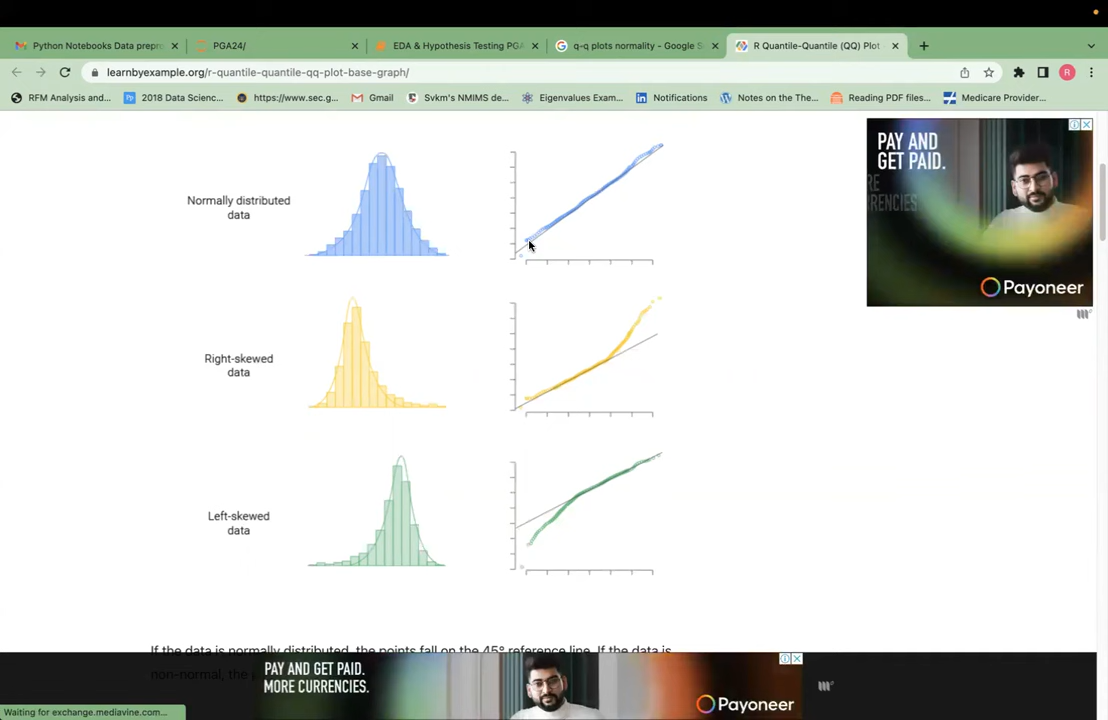 Python Notebooks Data prepro
PGA24/
EDA & Hypothesis Testing PGA
q-q plots normality - Google S
R Quantile-Quantile (QQ) Plot
learnbyexample.org/r-quantile-quantile-qq-plot-base-graph/
R
RFM Analysis and...
2018 Data Scienc...
https://www.sec.g...
Gmail
Svkm's NMIMS de...
Eigenvalues Exam...
Notifications
Notes on the The...
Reading PDF files...
Medicare Provider...
PAY AND
GET PAID.
Payoneer
Normally distributed
data
Right-skewed
data
Left-skewed
data
If the data is normally distributed, the points fall on the 45° reference line. If the data is
non-normal, the
PAY AND GET PAID.
MORE CURRENCIES.
Payoneer
Waiting for exchange.mediavine.com...